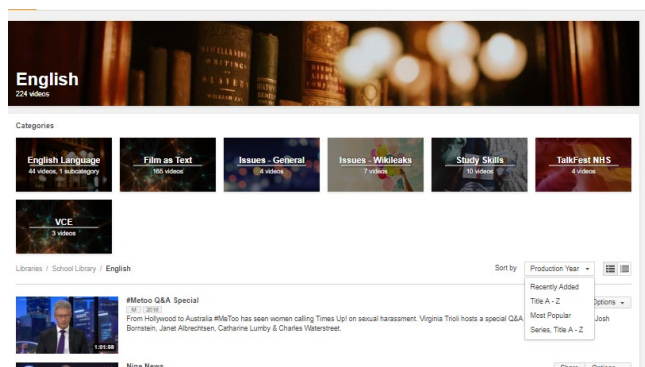 English
224 videos
Categories
English Language
44 videos, 1 subcategory
Film as Text
165 videos
Issues - General
4 videos
Issues - Wikileaks
7 videos
Study Skills
10 videos
TalkFest NHS
4 videos
VCE
3 videos
Libraries / School Library / English
Sort by
Production Year
Recently Added
Title A - Z
Most Popular
Series, Title A - Z
#Metoo Q&A Special
Options
M 2018
From Hollywood to Australia #MeToo has seen women calling Times Up! on sexual harassment. Virginia Trioli hosts a special Q&A Josh
Bornstein, Janet Albrechtsen, Catharine Lumby & Charles Waterstreet.
1:01:68
Nine News
Share Options